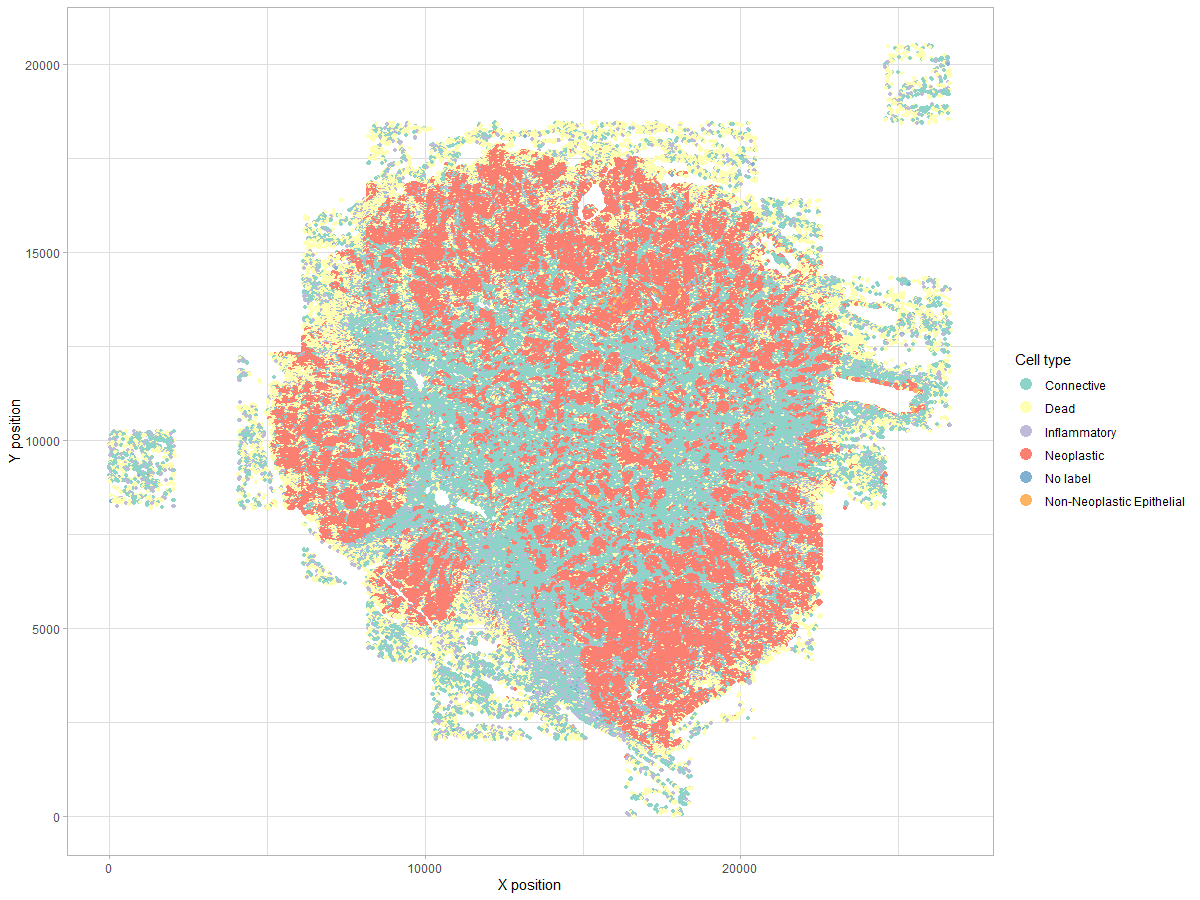 20000
15000
10000
5000
0
Y position
0
10000
20000
X position
Cell type
Connective
Dead
Inflammatory
Neoplastic
No label
Non-Neoplastic Epithelial